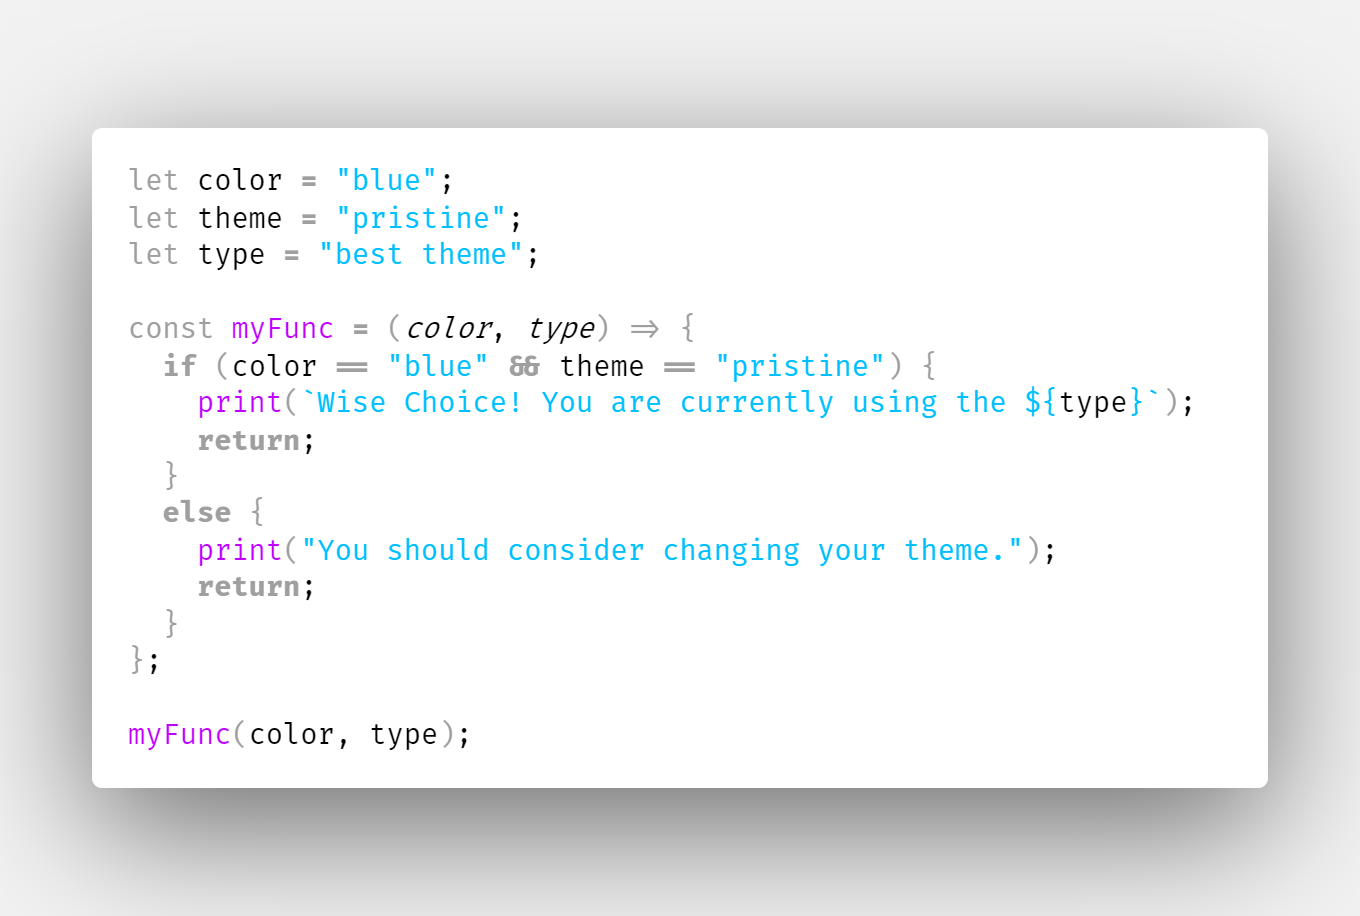 let color = "blue";
let theme = "pristine";
let type = "best theme";
const myFunc = (color, type) => {
if (color == "blue" && theme == "pristine") {
print(`Wise Choice! You are currently using the ${type}`);
return;
}
else {
print("You should consider changing your theme.");
return;
}
};
myFunc(color, type);